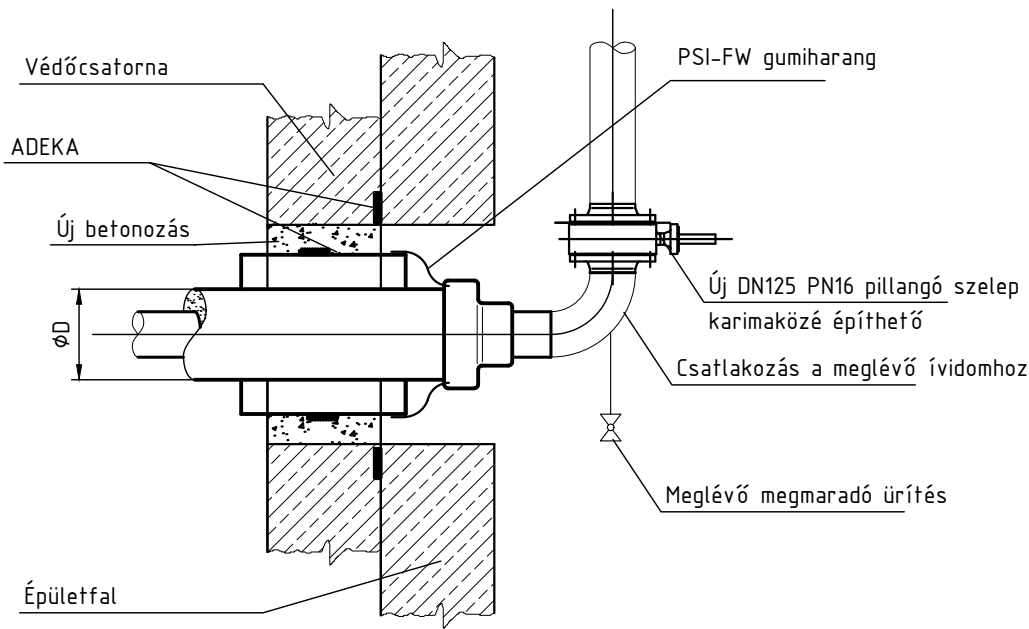 Védőcsatorna
PSI-FW gumiharang
ADEKA
Új betonozás
Új DN125 PN16 pillangó szelep
karimaközé építhető
ϕD
Csatlakozás a meglévő ívidomhoz
Meglévő megmaradó ürítés
Épületfal